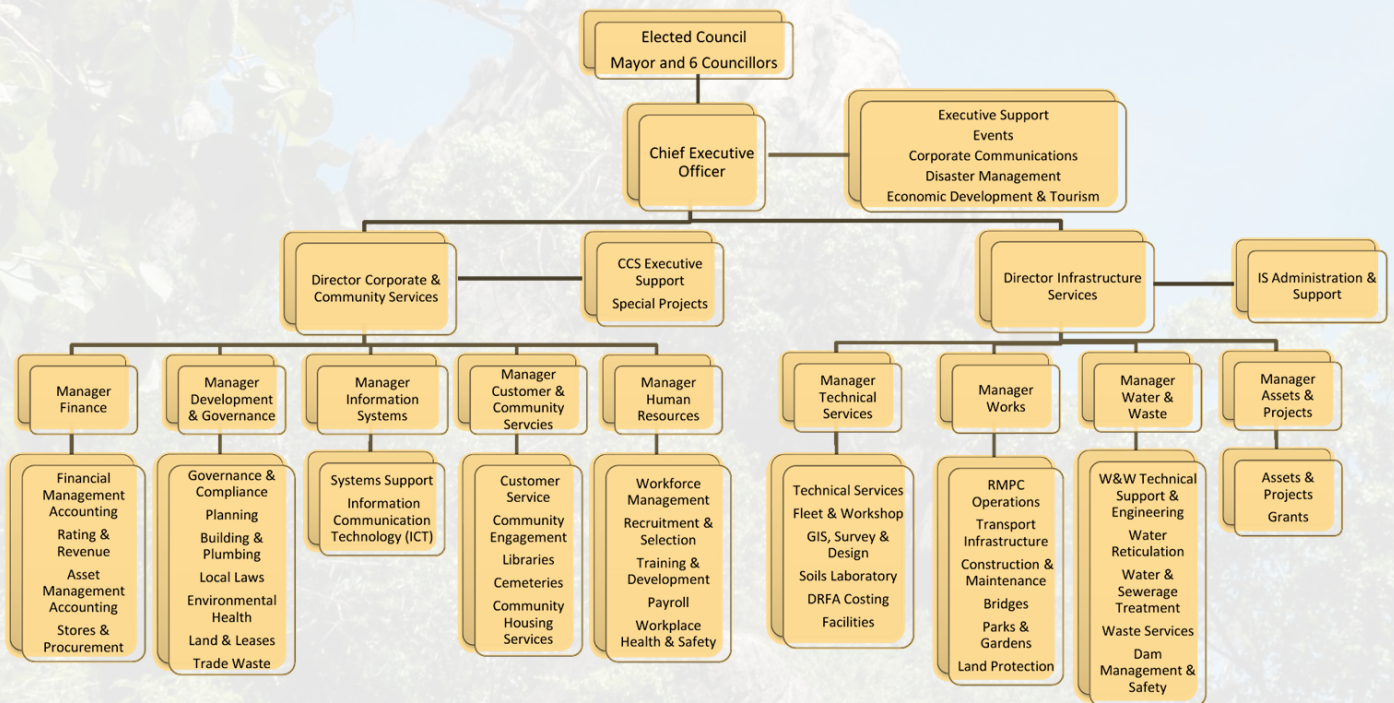 Elected Council
Mayor and 6 Councillors
Chief Executive
Officer
Executive Support
Events
Corporate Communications
Disaster Management
Economic Development & Tourism
Director Corporate &
Community Services
CCS Executive
Support
Special Projects
Director Infrastructure
Services
IS Administration &
Support
Manager
Finance
Manager
Development
& Governance
Manager
Information
Systems
Manager
Customer &
Community
Servcies
Manager
Human
Resources
Manager
Technical
Services
Manager
Works
Manager
Water &
Waste
Manager
Assets &
Projects
Financial
Management
Accounting
Rating &
Revenue
Asset
Management
Accounting
Stores &
Procurement
Governance &
Compliance
Planning
Building &
Plumbing
Local Laws
Environmental
Health
Land & Leases
Trade Waste
Systems Support
Information
Communication
Technology (ICT)
Customer
Service
Community
Engagement
Libraries
Cemeteries
Community
Housing
Services
Workforce
Management
Recruitment &
Selection
Training &
Development
Payroll
Workplace
Health & Safety
Technical Services
Fleet & Workshop
GIS, Survey &
Design
Soils Laboratory
DRFA Costing
Facilities
RMPC
Operations
Transport
Infrastructure
Construction &
Maintenance
Bridges
Parks &
Gardens
Land Protection
W&W Technical
Support &
Engineering
Water
Reticulation
Water &
Sewerage
Treatment
Waste Services
Dam
Management &
Safety
Assets &
Projects
Grants